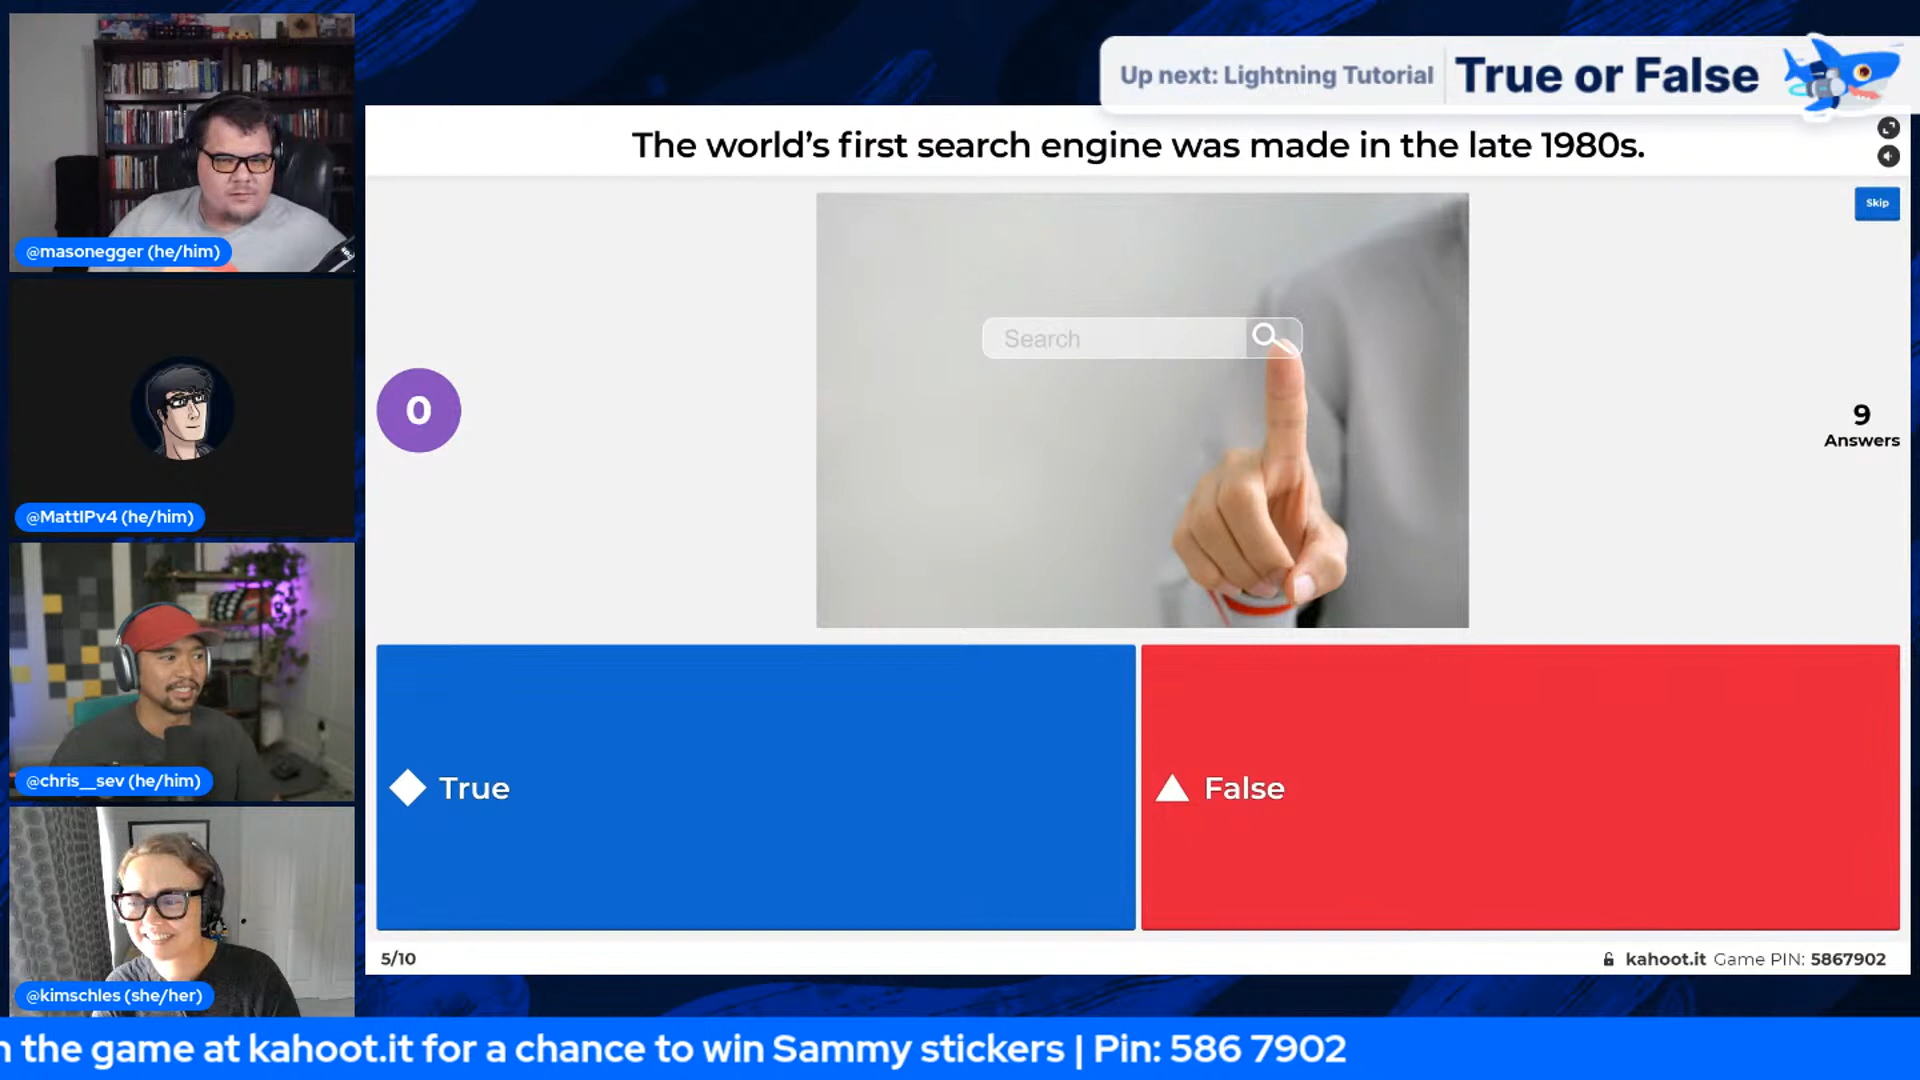 Up next: Lightning Tutorial
True or False
The world's first search engine was made in the late 1980s.
Skip
@masonegger (he/him)
Search
0
9
Answers
@MattIPv4 (he/him)
@chris__sev (he/him)
True
False
5/10
kahoot.it Game PIN: 5867902
@kimschles (she/her)
n the game at kahoot.it for a chance to win Sammy stickers | Pin: 586 7902